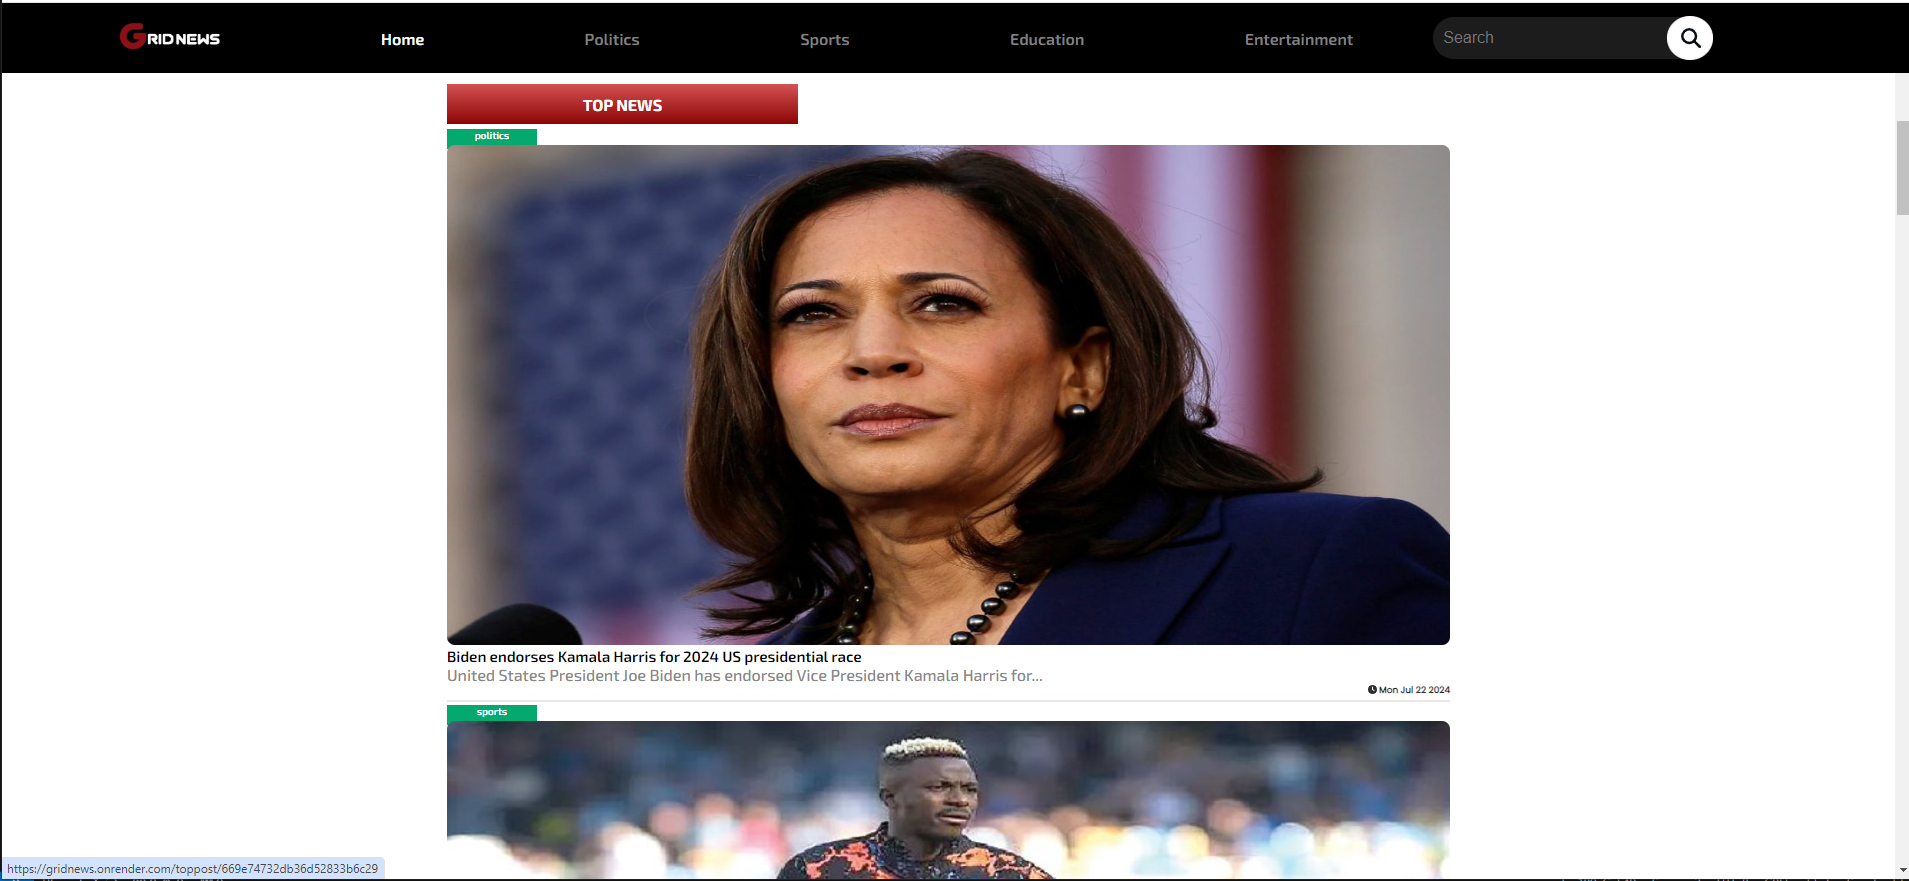 GRID NEWS
Home
Politics
Sports
Education
Entertainment
Search
TOP NEWS
politics
Biden endorses Kamala Harris for 2024 US presidential race
United States President Joe Biden has endorsed Vice President Kamala Harris for...
Mon Jul 22 2024
sports
https://gridnews.onrender.com/toppost/669e74732db36d52833b6c29